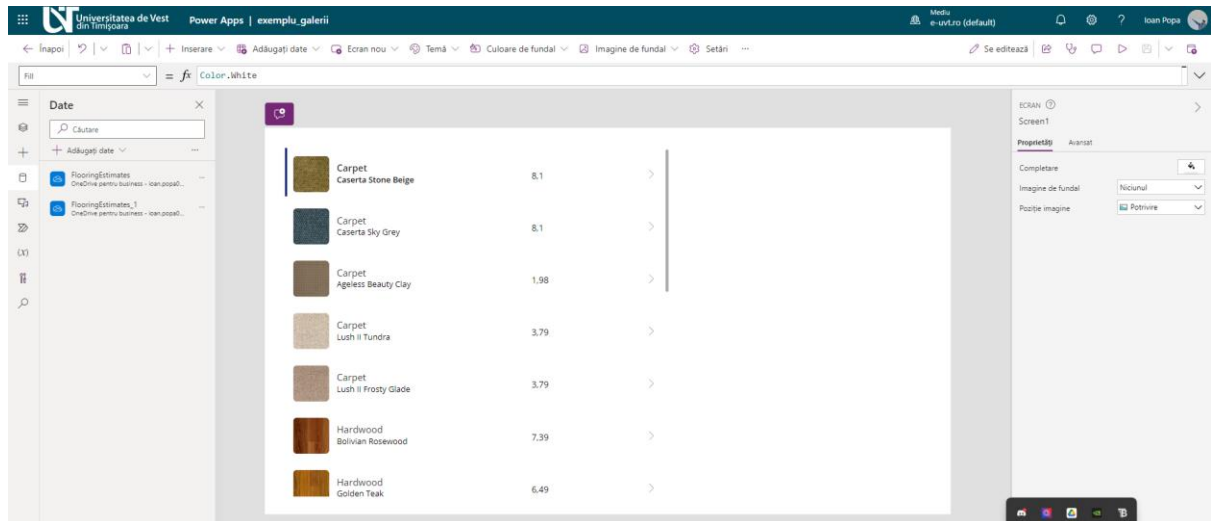 Universitatea de Vest
din Timișoara
Power Apps | exemplu_galerii
Mediu
e-uvt.ro (default)
Ioan Popa
Înapoi
Inserare
Adăugați date
Ecran nou
Temă
Culoare de fundal
Imagine de fundal
Setări
Se editează
Fill
= fx Color.White
Date
Căutare
Adăugați date
FlooringEstimates
OneDrive pentru business - ioan.popa0...
FlooringEstimates_1
OneDrive pentru business - ioan.popa0...
Carpet
Caserta Stone Beige
8.1
Carpet
Caserta Sky Grey
8.1
Carpet
Ageless Beauty Clay
1.98
Carpet
Lush II Tundra
3.79
Carpet
Lush II Frosty Glade
3.79
Hardwood
Bolivian Rosewood
7.39
Hardwood
Golden Teak
6.49
ECRAN
Screen1
Proprietăți Avansat
Completare
Imagine de fundal Niciunul
Poziție imagine Potrivire